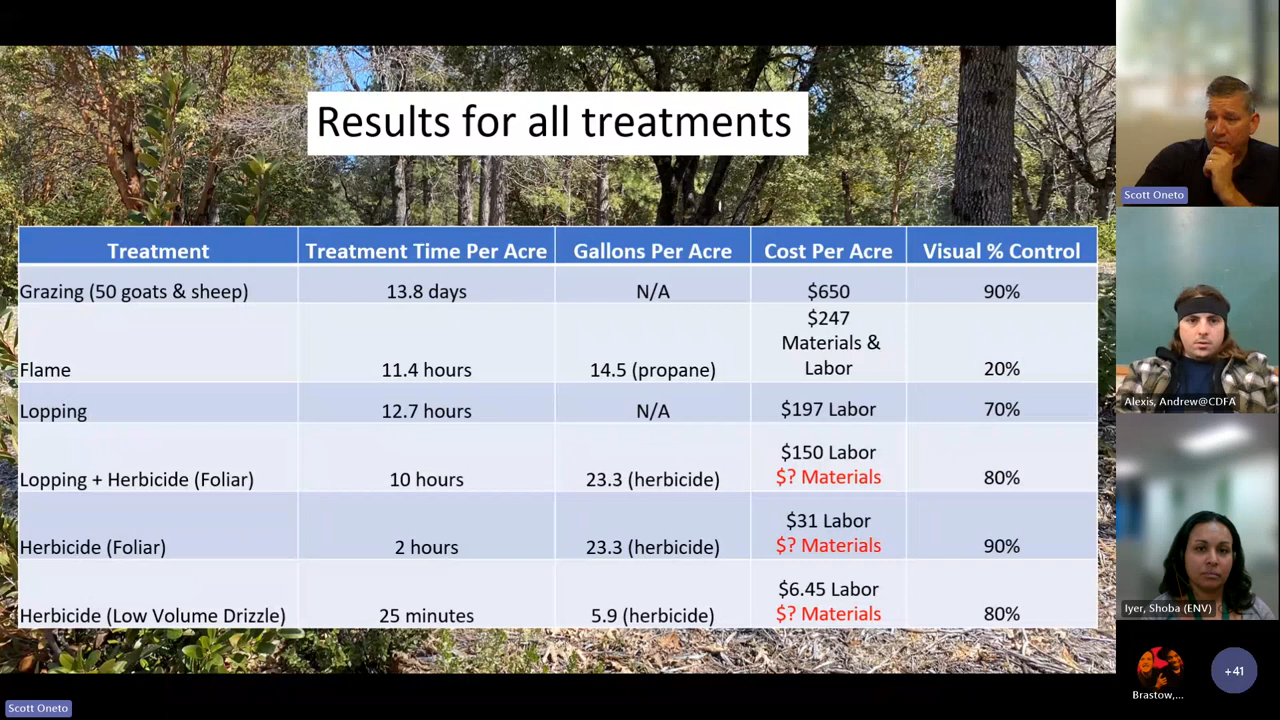 Results for all treatments
Treatment Treatment Time Per Acre Gallons Per Acre Cost Per Acre Visual % Control
Grazing (50 goats & sheep) 13.8 days N/A $650 90%
$247
Materials &
Flame 11.4 hours 14.5 (propane) Labor 20%
Lopping 12.7 hours N/A $197 Labor 70%
$150 Labor
Lopping + Herbicide (Foliar) 10 hours 23.3 (herbicide) $? Materials 80%
$31 Labor
Herbicide (Foliar) 2 hours 23.3 (herbicide) $? Materials 90%
$6.45 Labor
Herbicide (Low Volume Drizzle) 25 minutes 5.9 (herbicide) $? Materials 80%
Scott Oneto
Scott Oneto
Alexis, Andrew@CDFA
Iyer, Shoba (ENV)
Brastow,...
+41